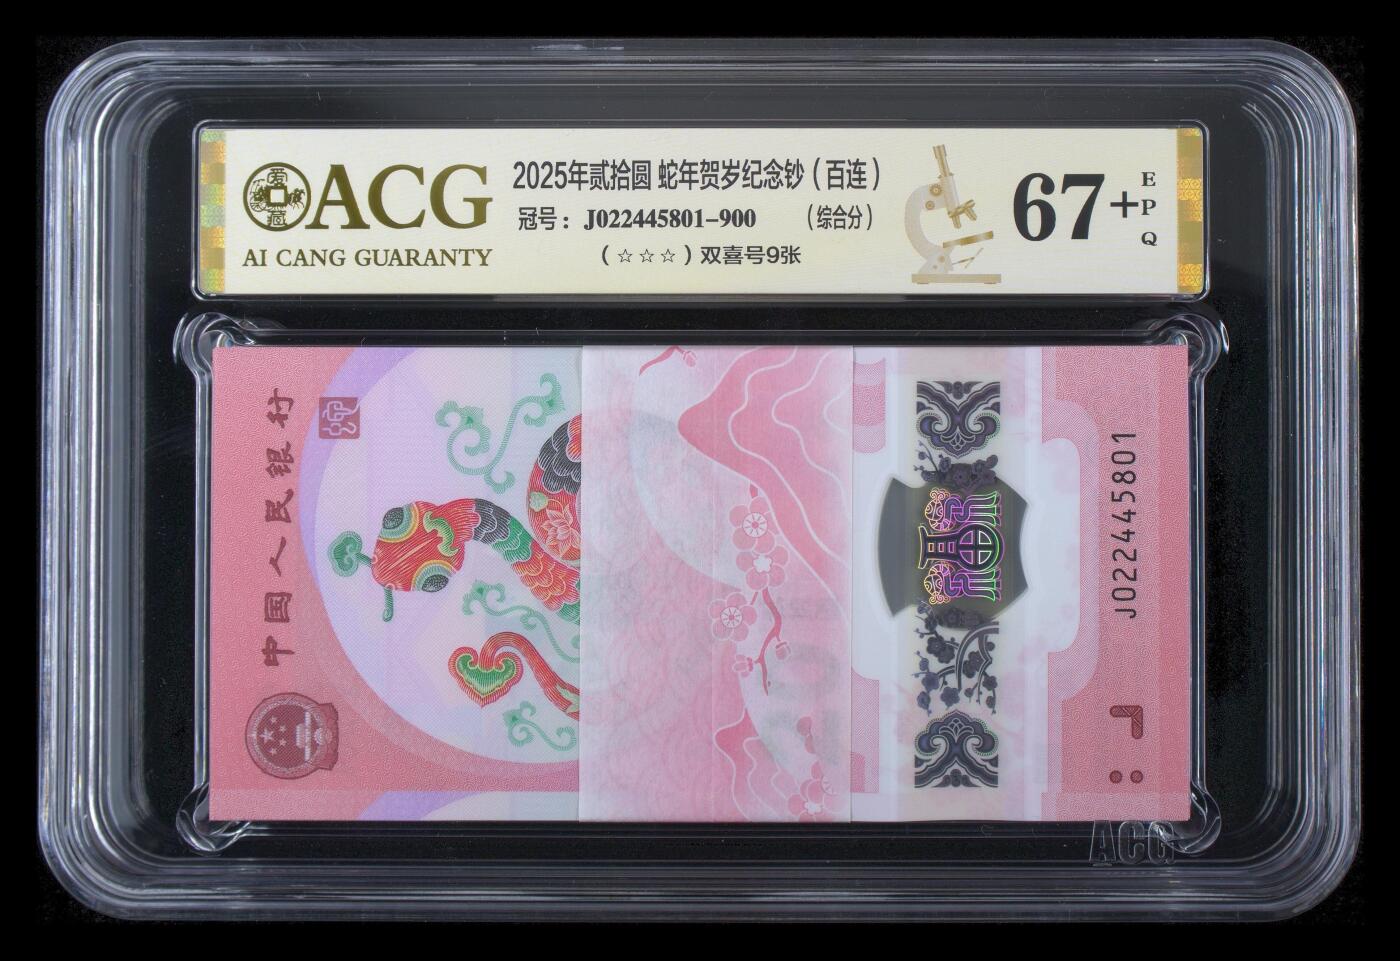 ACG
AI CANG GUARANTY
2025年贰拾圆 蛇年贺岁纪念钞（百连）
冠号：J022445801-900 （综合分）
（☆☆☆）双喜号9张
67+
EPQ
中国人民银行
福
J022445801
ACG